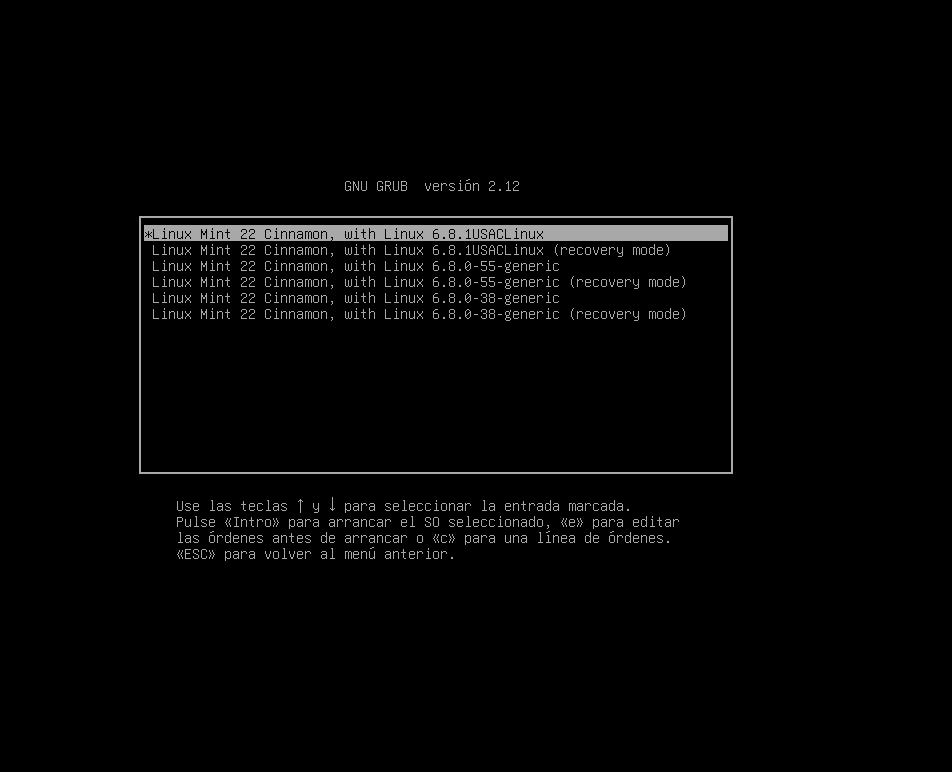 GNU GRUB  versión 2.12
*Linux Mint 22 Cinnamon, with Linux 6.8.1USACLinux
Linux Mint 22 Cinnamon, with Linux 6.8.1USACLinux (recovery mode)
Linux Mint 22 Cinnamon, with Linux 6.8.0-55-generic
Linux Mint 22 Cinnamon, with Linux 6.8.0-55-generic (recovery mode)
Linux Mint 22 Cinnamon, with Linux 6.8.0-38-generic
Linux Mint 22 Cinnamon, with Linux 6.8.0-38-generic (recovery mode)
Use las teclas ↑ y ↓ para seleccionar la entrada marcada.
Pulse «Intro» para arrancar el SO seleccionado, «e» para editar
las órdenes antes de arrancar o «c» para una línea de órdenes.
«ESC» para volver al menú anterior.